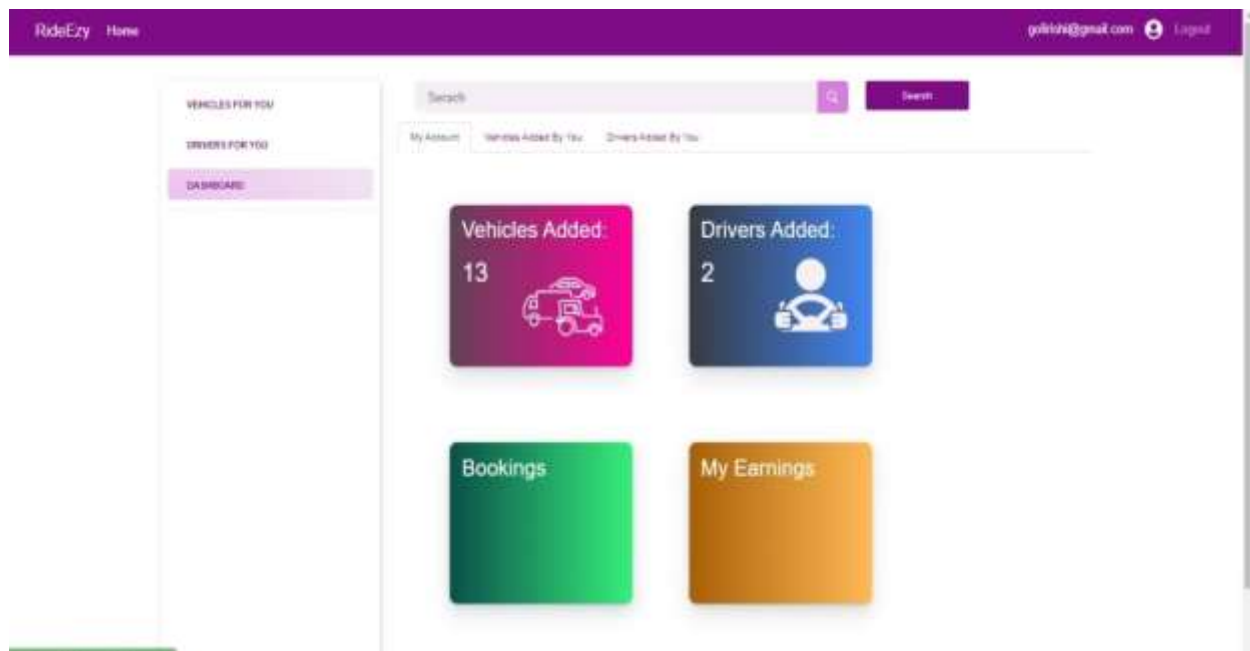 RideEzy Home
Logout
VEHICLES FOR YOU
DRIVERS FOR YOU
DASHBOARD
Serach
Search
My Account Vehicles Added By You Drivers Added By You
Vehicles Added:
13
Drivers Added:
2
Bookings
My Earnings